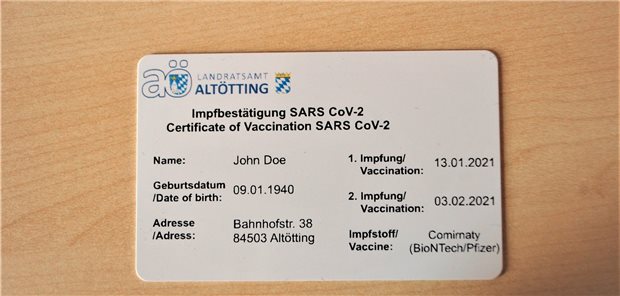 aö LANDRATSAMT
ALTÖTTING
Impfbestätigung SARS CoV-2
Certificate of Vaccination SARS CoV-2
Name: John Doe
Geburtsdatum
/Date of birth: 09.01.1940
Adresse
/Adress: Bahnhofstr. 38
84503 Altötting
1. Impfung/
Vaccination: 13.01.2021
2. Impfung/
Vaccination: 03.02.2021
Impfstoff/
Vaccine: Comirnaty
(BioNTech/Pfizer)